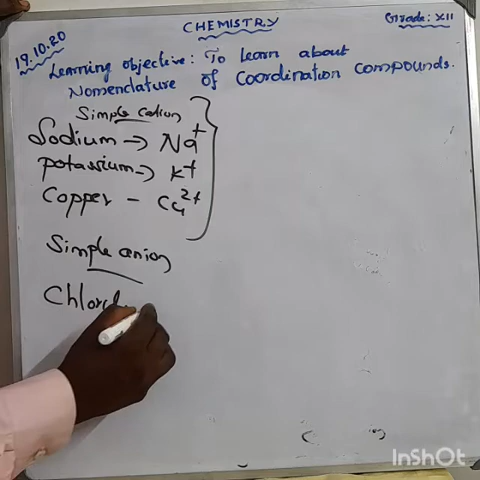 CHEMISTRY
Grade: XII
19.10.20
Learning objective: To learn about
Nomenclature of Coordination compounds.
Simple cation
Sodium → Na+
potassium → K+
Copper - Cu2+
Simple anion
InShOt